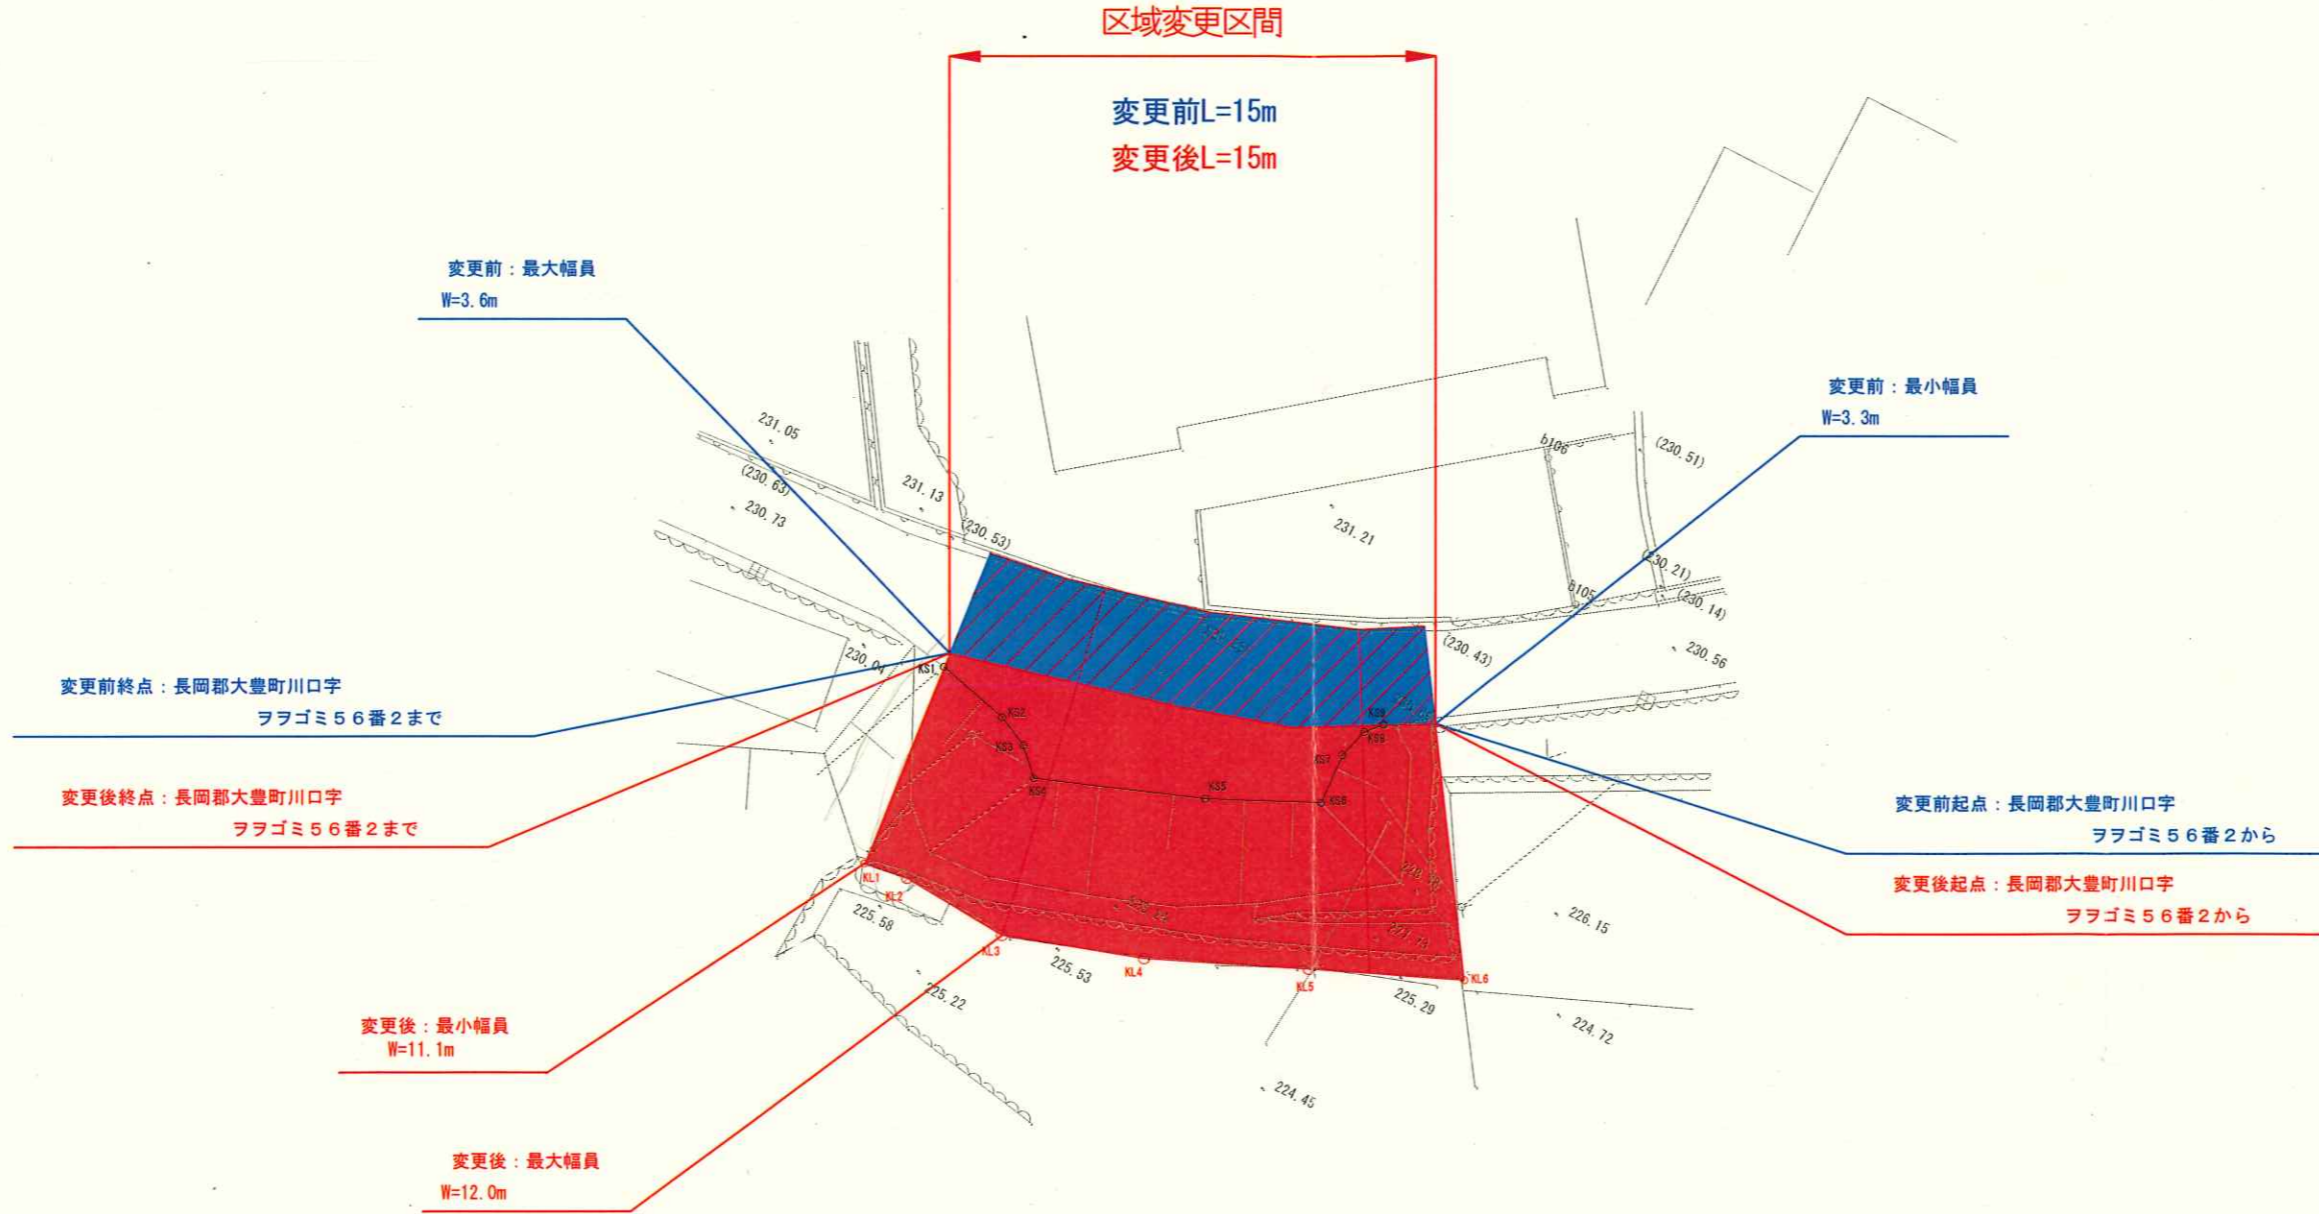 区域変更区間
変更前L=15m
変更後L=15m
変更前：最大幅員
W=3.6m
変更前：最小幅員
W=3.3m
231.05
(230.63)
230.73
231.13
(230.53)
231.21
b106
(230.51)
(230.21)
b105
(230.14)
(230.43)
230.56
230.04
KS1
KS2
KS3
KS4
KS5
KS6
KS7
KS8
KS9
変更前終点：長岡郡大豊町川口字
ヲヲゴミ５６番２まで
変更後終点：長岡郡大豊町川口字
ヲヲゴミ５６番２まで
変更前起点：長岡郡大豊町川口字
ヲヲゴミ５６番２から
変更後起点：長岡郡大豊町川口字
ヲヲゴミ５６番２から
KL1
KL2
KL3
KL4
KL5
KL6
225.58
225.22
225.53
225.29
226.15
224.72
224.45
変更後：最小幅員
W=11.1m
変更後：最大幅員
W=12.0m